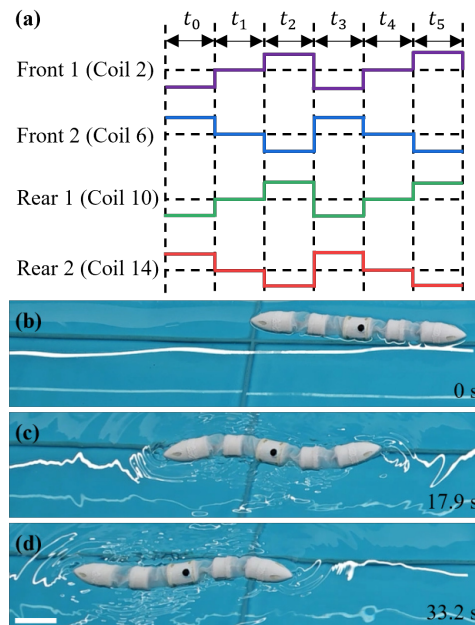 (a)
t₀ t₁ t₂ t₃ t₄ t₅
Front 1 (Coil 2)
Front 2 (Coil 6)
Rear 1 (Coil 10)
Rear 2 (Coil 14)
(b)
0 s
(c)
17.9 s
(d)
33.2 s